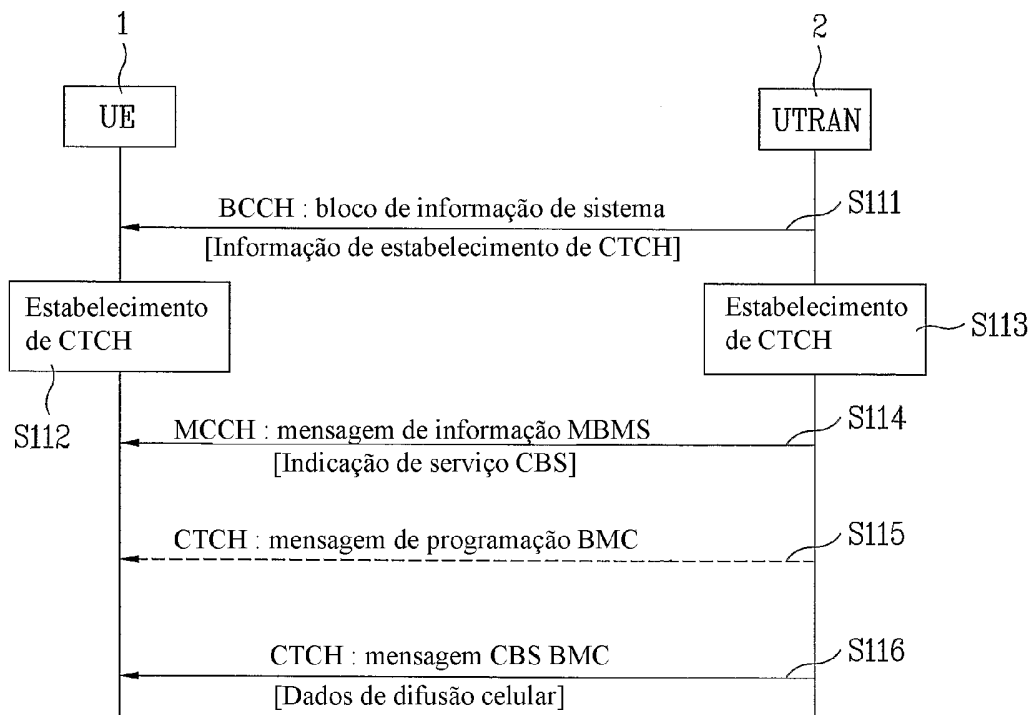 1
2
UE
UTRAN
BCCH : bloco de informação de sistema
S111
[Informação de estabelecimento de CTCH]
Estabelecimento
de CTCH
Estabelecimento
de CTCH
S113
S112
MCCH : mensagem de informação MBMS
S114
[Indicação de serviço CBS]
CTCH : mensagem de programação BMC
S115
CTCH : mensagem CBS BMC
S116
[Dados de difusão celular]